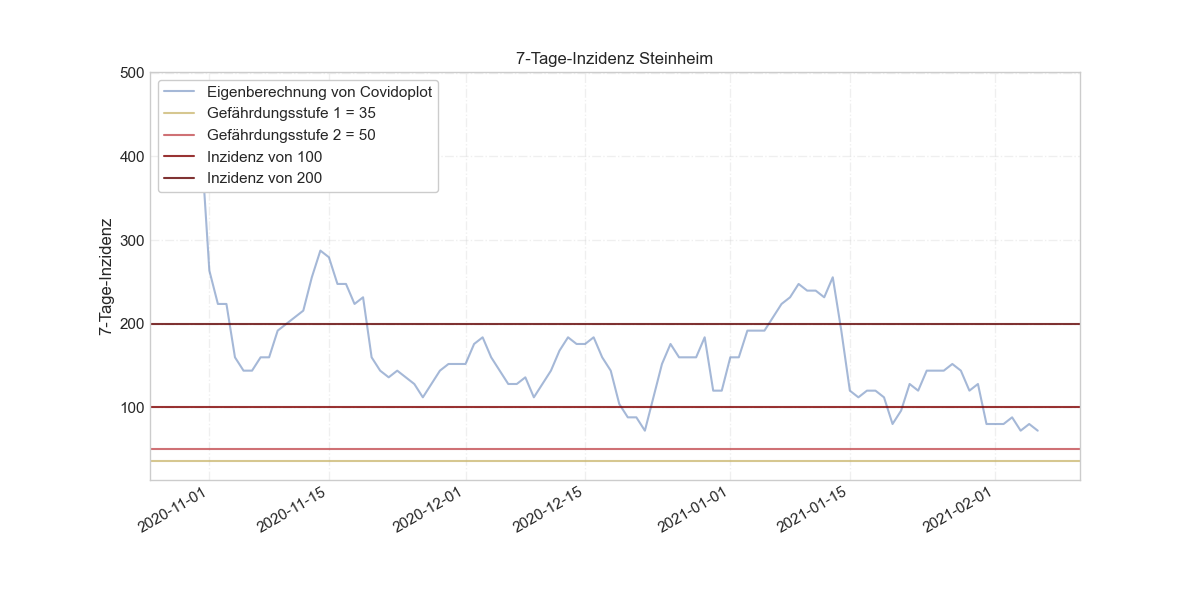 7-Tage-Inzidenz Steinheim
7-Tage-Inzidenz
500
400
300
200
100
Eigenberechnung von Covidoplot
Gefährdungsstufe 1 = 35
Gefährdungsstufe 2 = 50
Inzidenz von 100
Inzidenz von 200
2020-11-01
2020-11-15
2020-12-01
2020-12-15
2021-01-01
2021-01-15
2021-02-01